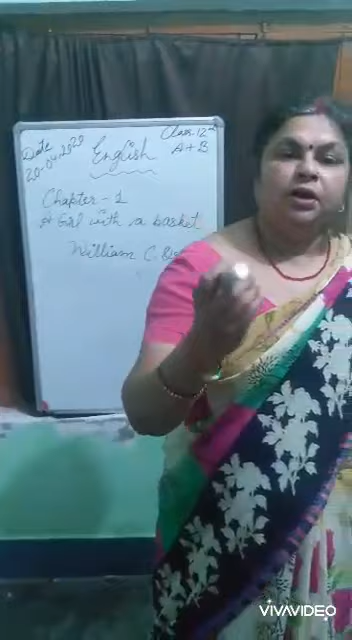 Date
20.04.2020
Class 12th
A+B
English
Chapter - 1
A Girl with a basket
William C.
VIVAVIDEO